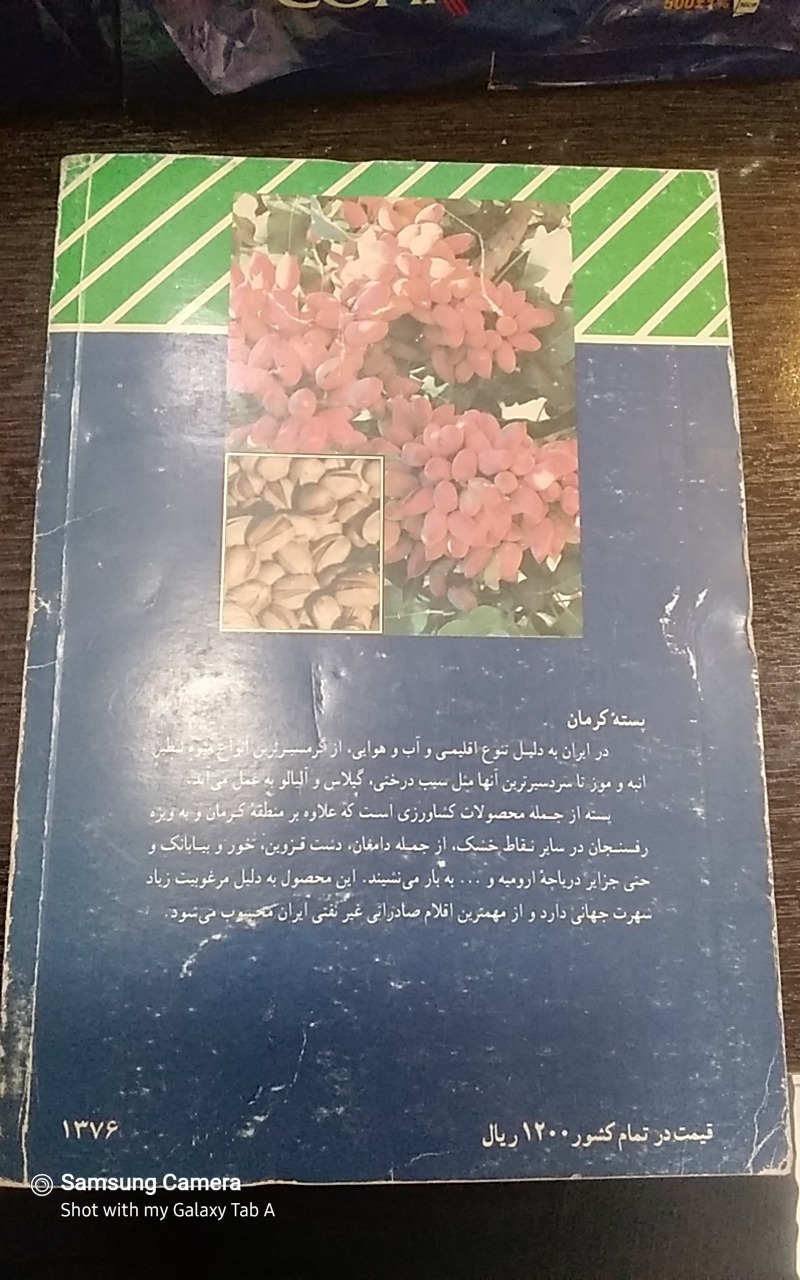 500±1%
پستهٔ کرمان
در ایران به دلیل تنوع اقلیمی و آب و هوایی، از گرمسیرترین انواع میوه نظیر
انبه و موز تا سردسیرترین آنها مثل سیب درختی، گیلاس و آلبالو به عمل می‌آید.
پسته از جمله محصولات کشاورزی است که علاوه بر منطقهٔ کرمان و به ویژه
رفسنجان در سایر نقاط خشک، از جمله دامغان، دشت قزوین، خور و بیابانک و
حتی جزایر دریاچهٔ ارومیه و ... به بار می‌نشیند. این محصول به دلیل مرغوبیت زیاد
شهرت جهانی دارد و از مهمترین اقلام صادراتی غیر نفتی ایران محسوب می‌شود.
قیمت در تمام کشور ۱۲۰۰ ریال
۱۳۷۶
Samsung Camera
Shot with my Galaxy Tab A